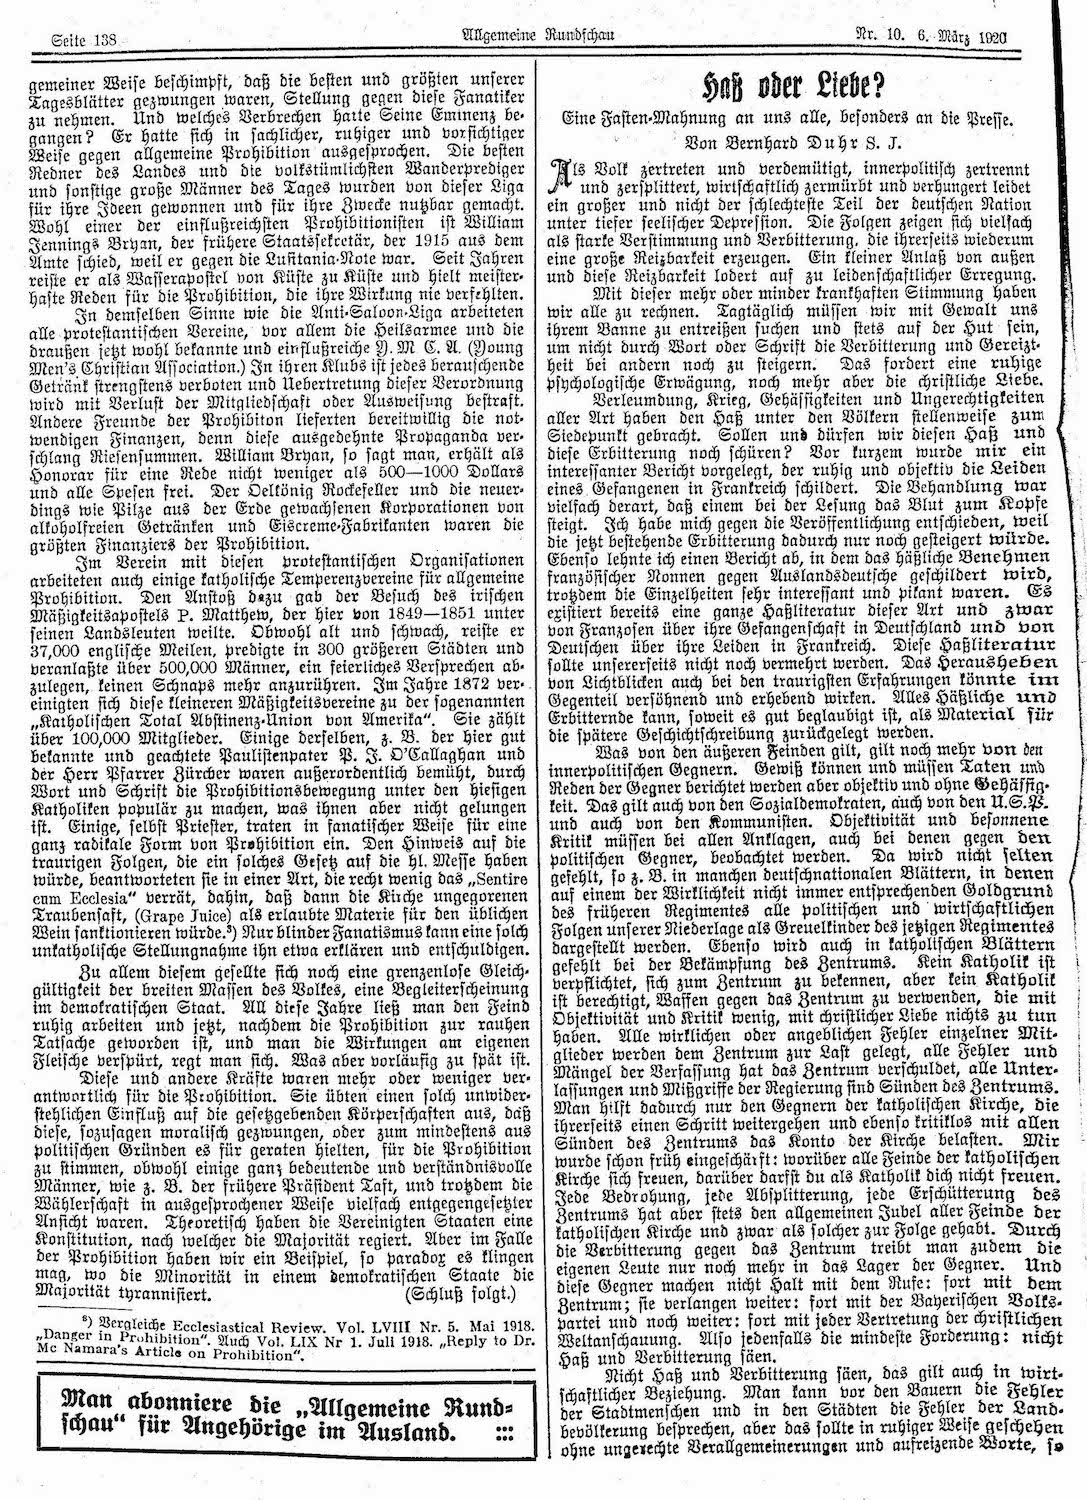 Seite 138
Allgemeine Rundschau
Nr. 10. 6. März 1920
gemeiner Weise beschimpft, daß die besten und größten unserer
Tagesblätter gezwungen waren, Stellung gegen diese Fanatiker
zu nehmen. Und welches Verbrechen hatte Seine Eminenz be-
gangen? Er hatte sich in sachlicher, ruhiger und vorsichtiger
Weise gegen allgemeine Prohibition ausgesprochen. Die besten
Redner des Landes und die volkstümlichsten Wanderprediger
und sonstige große Männer des Tages wurden von dieser Liga
für ihre Ideen gewonnen und für ihre Zwecke nutzbar gemacht.
Wohl einer der einflußreichsten Prohibitionisten ist William
Jennings Bryan, der frühere Staatssekretär, der 1915 aus dem
Amte schied, weil er gegen die Lusitania-Note war. Seit Jahren
reiste er als Wasserapostel von Küste zu Küste und hielt meister-
hafte Reden für die Prohibition, die ihre Wirkung nie verfehlten.
In demselben Sinne wie die Anti-Saloon-Liga arbeiteten
alle protestantischen Vereine, vor allem die Heilsarmee und die
draußen jetzt wohl bekannte und einflußreiche Y. M. C. A. (Young
Men's Christian Association.) In ihren Klubs ist jedes berauschende
Getränk strengstens verboten und Uebertretung dieser Verordnung
wird mit Verlust der Mitgliedschaft oder Ausweisung bestraft.
Andere Freunde der Prohibiton lieferten bereitwillig die not-
wendigen Finanzen, denn diese ausgedehnte Propaganda ver-
schlang Riesensummen. William Bryan, so sagt man, erhält als
Honorar für eine Rede nicht weniger als 500—1000 Dollars
und alle Spesen frei. Der Oelkönig Rockefeller und die neuer-
dings wie Pilze aus der Erde gewachsenen Korporationen von
alkoholfreien Getränken und Eiscreme-Fabrikanten waren die
größten Finanziers der Prohibition.
Im Verein mit diesen protestantischen Organisationen
arbeiteten auch einige katholische Temperenzvereine für allgemeine
Prohibition. Den Anstoß dazu gab der Besuch des irischen
Mäßigkeitsapostels P. Matthew, der hier von 1849—1851 unter
seinen Landsleuten weilte. Obwohl alt und schwach, reiste er
37,000 englische Meilen, predigte in 300 größeren Städten und
veranlaßte über 500,000 Männer, ein feierliches Versprechen ab-
zulegen, keinen Schnaps mehr anzurühren. Im Jahre 1872 ver-
einigten sich diese kleineren Mäßigkeitsvereine zu der sogenannten
„Katholischen Total Abstinenz-Union von Amerika“. Sie zählt
über 100,000 Mitglieder. Einige derselben, z. B. der hier gut
bekannte und geachtete Paulistenpater P. J. O'Callaghan und
der Herr Pfarrer Zürcher waren außerordentlich bemüht, durch
Wort und Schrift die Prohibitionsbewegung unter den hiesigen
Katholiken populär zu machen, was ihnen aber nicht gelungen
ist. Einige, selbst Priester, traten in fanatischer Weise für eine
ganz radikale Form von Prohibition ein. Den Hinweis auf die
traurigen Folgen, die ein solches Gesetz auf die hl. Messe haben
würde, beantworteten sie in einer Art, die recht wenig das „Sentire
cum Ecclesia“ verrät, dahin, daß dann die Kirche ungegorenen
Traubensaft, (Grape Juice) als erlaubte Materie für den üblichen
Wein sanktionieren würde.⁸) Nur blinder Fanatismus kann eine solch
unkatholische Stellungnahme ihn etwa erklären und entschuldigen.
Zu allem diesem gesellte sich noch eine grenzenlose Gleich-
gültigkeit der breiten Massen des Volkes, eine Begleiterscheinung
im demokratischen Staat. All diese Jahre ließ man den Feind
ruhig arbeiten und jetzt, nachdem die Prohibition zur rauhen
Tatsache geworden ist, und man die Wirkungen am eigenen
Fleische verspürt, regt man sich. Was aber vorläufig zu spät ist.
Diese und andere Kräfte waren mehr oder weniger ver-
antwortlich für die Prohibition. Sie übten einen solch unwider-
stehlichen Einfluß auf die gesetzgebenden Körperschaften aus, daß
diese, sozusagen moralisch gezwungen, oder zum mindestens aus
politischen Gründen es für geraten hielten, für die Prohibition
zu stimmen, obwohl einige ganz bedeutende und verständnisvolle
Männer, wie z. B. der frühere Präsident Taft, und trotzdem die
Wählerschaft in ausgesprochener Weise vielfach entgegengesetzter
Ansicht waren. Theoretisch haben die Vereinigten Staaten eine
Konstitution, nach welcher die Majorität regiert. Aber im Falle
der Prohibition haben wir ein Beispiel, so paradox es klingen
mag, wo die Minorität in einem demokratischen Staate die
Majorität tyrannisiert. (Schluß folgt.)
⁸) Vergleiche Ecclesiastical Review. Vol. LVIII Nr. 5. Mai 1918.
„Danger in Prohibition“. Auch Vol. LIX Nr 1. Juli 1918. „Reply to Dr.
Mc Namara's Article on Prohibition“.
Man abonniere die „Allgemeine Rund-
schau“ für Angehörige im Ausland. :::
Haß oder Liebe?
Eine Fasten-Mahnung an uns alle, besonders an die Presse.
Von Bernhard Duhr S. J.
Als Volk zertreten und verdemütigt, innerpolitisch zertrennt
und zersplittert, wirtschaftlich zermürbt und verhungert leidet
ein großer und nicht der schlechteste Teil der deutschen Nation
unter tiefer seelischer Depression. Die Folgen zeigen sich vielfach
als starke Verstimmung und Verbitterung, die ihrerseits wiederum
eine große Reizbarkeit erzeugen. Ein kleiner Anlaß von außen
und diese Reizbarkeit lodert auf zu leidenschaftlicher Erregung.
Mit dieser mehr oder minder krankhaften Stimmung haben
wir alle zu rechnen. Tagtäglich müssen wir mit Gewalt uns
ihrem Banne zu entreißen suchen und stets auf der Hut sein,
um nicht durch Wort oder Schrift die Verbitterung und Gereizt-
heit bei andern noch zu steigern. Das fordert eine ruhige
psychologische Erwägung, noch mehr aber die christliche Liebe.
Verleumdung, Krieg, Gehässigkeiten und Ungerechtigkeiten
aller Art haben den Haß unter den Völkern stellenweise zum
Siedepunkt gebracht. Sollen und dürfen wir diesen Haß und
diese Erbitterung noch schüren? Vor kurzem wurde mir ein
interessanter Bericht vorgelegt, der ruhig und objektiv die Leiden
eines Gefangenen in Frankreich schildert. Die Behandlung war
vielfach derart, daß einem bei der Lesung das Blut zum Kopfe
steigt. Ich habe mich gegen die Veröffentlichung entschieden, weil
die jetzt bestehende Erbitterung dadurch nur noch gesteigert würde.
Ebenso lehnte ich einen Bericht ab, in dem das häßliche Benehmen
französischer Nonnen gegen Auslandsdeutsche geschildert wird,
trotzdem die Einzelheiten sehr interessant und pikant waren. Es
existiert bereits eine ganze Haßliteratur dieser Art und zwar
von Franzosen über ihre Gefangenschaft in Deutschland und von
Deutschen über ihre Leiden in Frankreich. Diese Haßliteratur
sollte unsererseits nicht noch vermehrt werden. Das Herausheben
von Lichtblicken auch bei den traurigsten Erfahrungen könnte im
Gegenteil versöhnend und erhebend wirken. Alles Häßliche und
Erbitternde kann, soweit es gut beglaubigt ist, als Material für
die spätere Geschichtschreibung zurückgelegt werden.
Was von den äußeren Feinden gilt, gilt noch mehr von den
innerpolitischen Gegnern. Gewiß können und müssen Taten und
Reden der Gegner berichtet werden aber objektiv und ohne Gehässig-
keit. Das gilt auch von den Sozialdemokraten, auch von den U.S.P.
und auch von den Kommunisten. Objektivität und besonnene
Kritik müssen bei allen Anklagen, auch bei denen gegen den
politischen Gegner, beobachtet werden. Da wird nicht selten
gefehlt, so z. B. in manchen deutschnationalen Blättern, in denen
auf einem der Wirklichkeit nicht immer entsprechenden Goldgrund
des früheren Regimentes alle politischen und wirtschaftlichen
Folgen unserer Niederlage als Greuelkinder des jetzigen Regimentes
dargestellt werden. Ebenso wird auch in katholischen Blättern
gefehlt bei der Bekämpfung des Zentrums. Kein Katholik ist
verpflichtet, sich zum Zentrum zu bekennen, aber kein Katholik
ist berechtigt, Waffen gegen das Zentrum zu verwenden, die mit
Objektivität und Kritik wenig, mit christlicher Liebe nichts zu tun
haben. Alle wirklichen oder angeblichen Fehler einzelner Mit-
glieder werden dem Zentrum zur Last gelegt, alle Fehler und
Mängel der Verfassung hat das Zentrum verschuldet, alle Unter-
lassungen und Mißgriffe der Regierung sind Sünden des Zentrums.
Man hilft dadurch nur den Gegnern der katholischen Kirche, die
ihrerseits einen Schritt weitergehen und ebenso kritiklos mit allen
Sünden des Zentrums das Konto der Kirche belasten. Mir
wurde schon früh eingeschärft: worüber alle Feinde der katholischen
Kirche sich freuen, darüber darfst du als Katholik dich nicht freuen.
Jede Bedrohung, jede Absplitterung, jede Erschütterung des
Zentrums hat aber stets den allgemeinen Jubel aller Feinde der
katholischen Kirche und zwar als solcher zur Folge gehabt. Durch
die Verbitterung gegen das Zentrum treibt man zudem die
eigenen Leute nur noch mehr in das Lager der Gegner. Und
diese Gegner machen nicht Halt mit dem Rufe: fort mit dem
Zentrum; sie verlangen weiter: fort mit der Bayerischen Volks-
partei und noch weiter: fort mit jeder Vertretung der christlichen
Weltanschauung. Also jedenfalls die mindeste Forderung: nicht
Haß und Verbitterung säen.
Nicht Haß und Verbitterung säen, das gilt auch in wirt-
schaftlicher Beziehung. Man kann vor den Bauern die Fehler
der Stadtmenschen und in den Städten die Fehler der Land-
bevölkerung besprechen, aber das sollte in ruhiger Weise geschehen
ohne ungerechte Verallgemeinerungen und aufreizende Worte, so